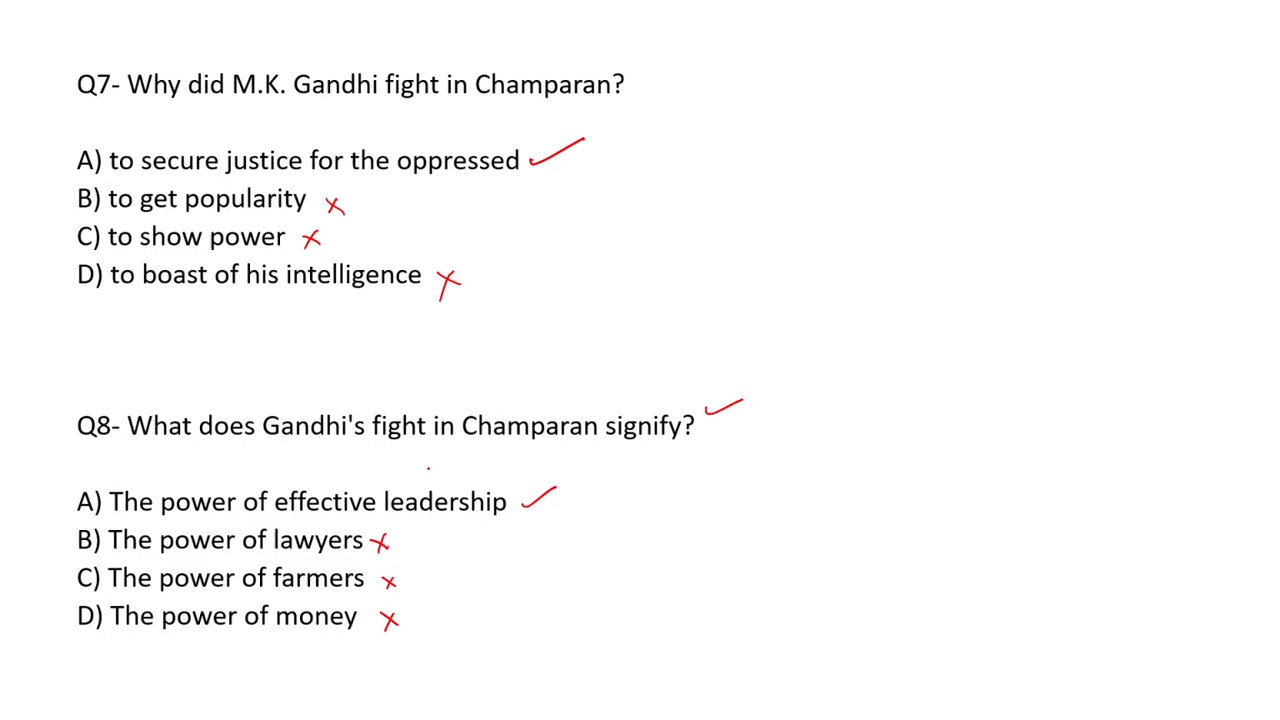 Q7- Why did M.K. Gandhi fight in Champaran?
A) to secure justice for the oppressed
B) to get popularity
C) to show power
D) to boast of his intelligence
Q8- What does Gandhi's fight in Champaran signify?
A) The power of effective leadership
B) The power of lawyers
C) The power of farmers
D) The power of money